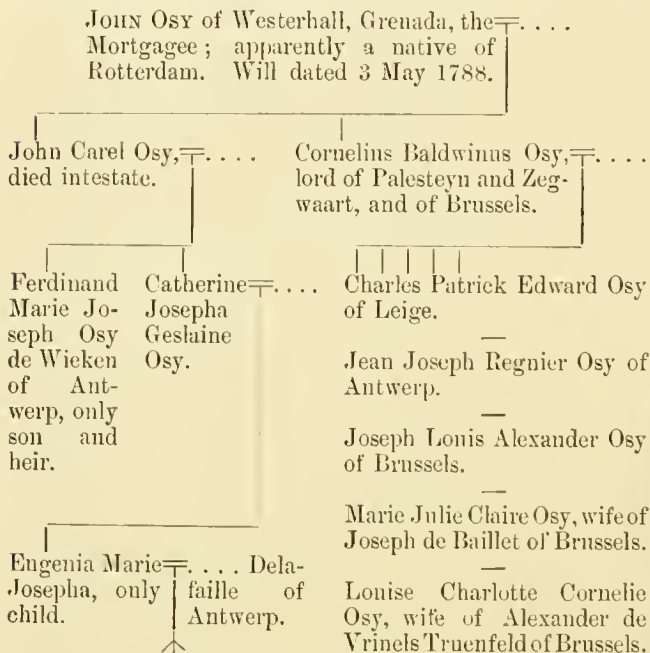 JOHN OSY of Westerhall, Grenada, the=. . . .
Mortgagee; apparently a native of
Rotterdam. Will dated 3 May 1788.
John Carel Osy,=. . . .
died intestate.
Cornelius Baldwinus Osy,=. . . .
lord of Palesteyn and Zeg-
waart, and of Brussels.
Ferdinand
Marie Jo-
seph Osy
de Wieken
of Ant-
werp, only
son and
heir.
Catherine=. . . .
Josepha
Geslaine
Osy.
Charles Patrick Edward Osy
of Leige.
—
Jean Joseph Regnier Osy of
Antwerp.
—
Joseph Louis Alexander Osy
of Brussels.
—
Marie Julie Claire Osy, wife of
Joseph de Baillet of Brussels.
—
Louise Charlotte Cornelie
Osy, wife of Alexander de
Vrinels Truenfeld of Brussels.
Eugenia Marie=. . . . Dela-
Josepha, only faille of
child. Antwerp.